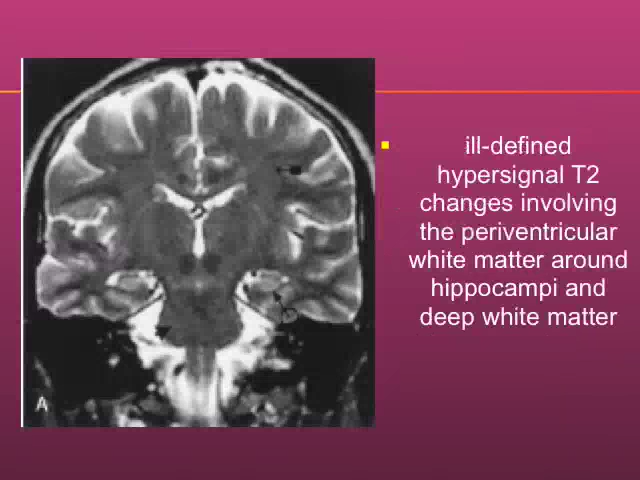 A
ill-defined
hypersignal T2
changes involving
the periventricular
white matter around
hippocampi and
deep white matter